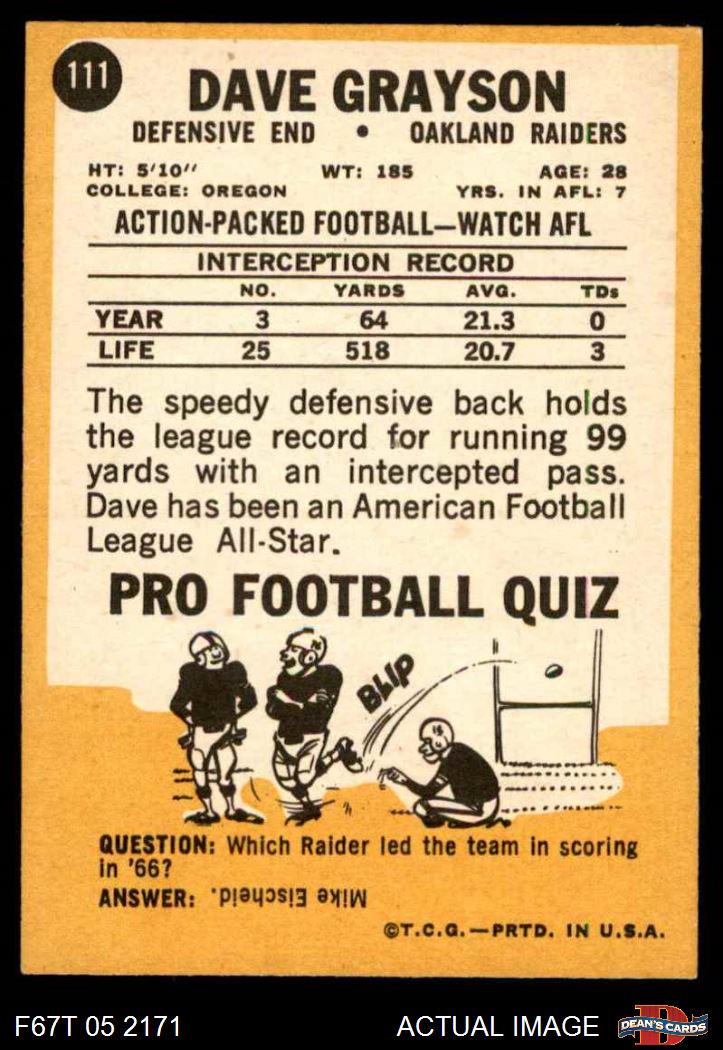 111
DAVE GRAYSON
DEFENSIVE END • OAKLAND RAIDERS
HT: 5'10" WT: 185 AGE: 28
COLLEGE: OREGON YRS. IN AFL: 7
ACTION-PACKED FOOTBALL—WATCH AFL
INTERCEPTION RECORD
NO. YARDS AVG. TDs
YEAR 3 64 21.3 0
LIFE 25 518 20.7 3
The speedy defensive back holds
the league record for running 99
yards with an intercepted pass.
Dave has been an American Football
League All-Star.
PRO FOOTBALL QUIZ
BLIP
QUESTION: Which Raider led the team in scoring
in '66?
ANSWER: Mike Eischeid.
©T.C.G.—PRTD. IN U.S.A.
F67T 05 2171 ACTUAL IMAGE
DEAN'S CARDS